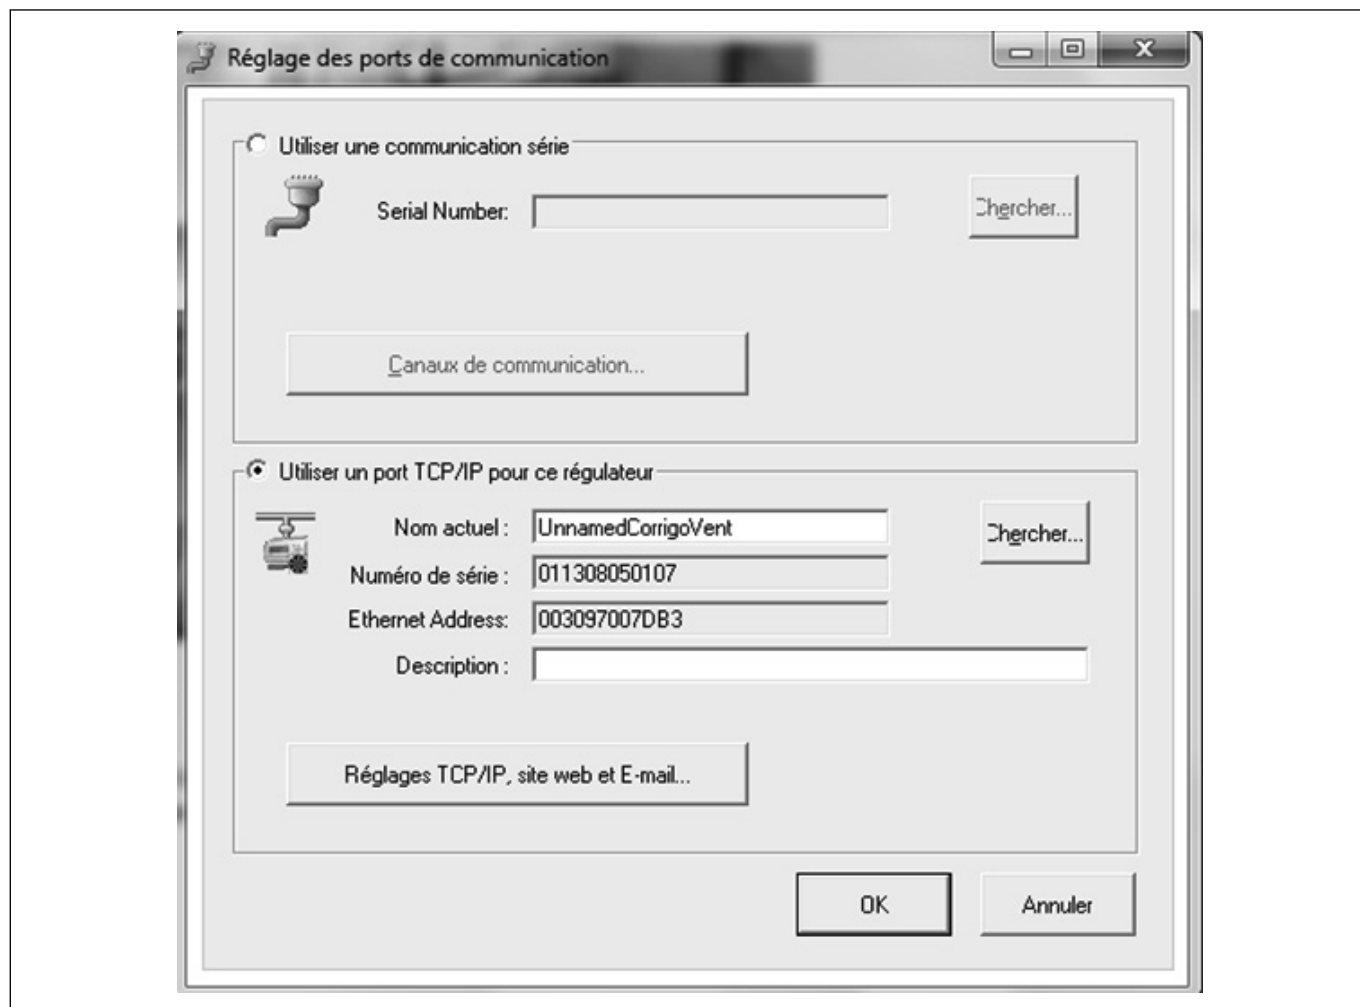 Réglage des ports de communication
Utiliser une communication série
Serial Number:
Chercher...
Canaux de communication...
Utiliser un port TCP/IP pour ce régulateur
Nom actuel : UnnamedCorrigoVent
Chercher...
Numéro de série : 011308050107
Ethernet Address: 003097007DB3
Description :
Réglages TCP/IP, site web et E-mail...
OK Annuler